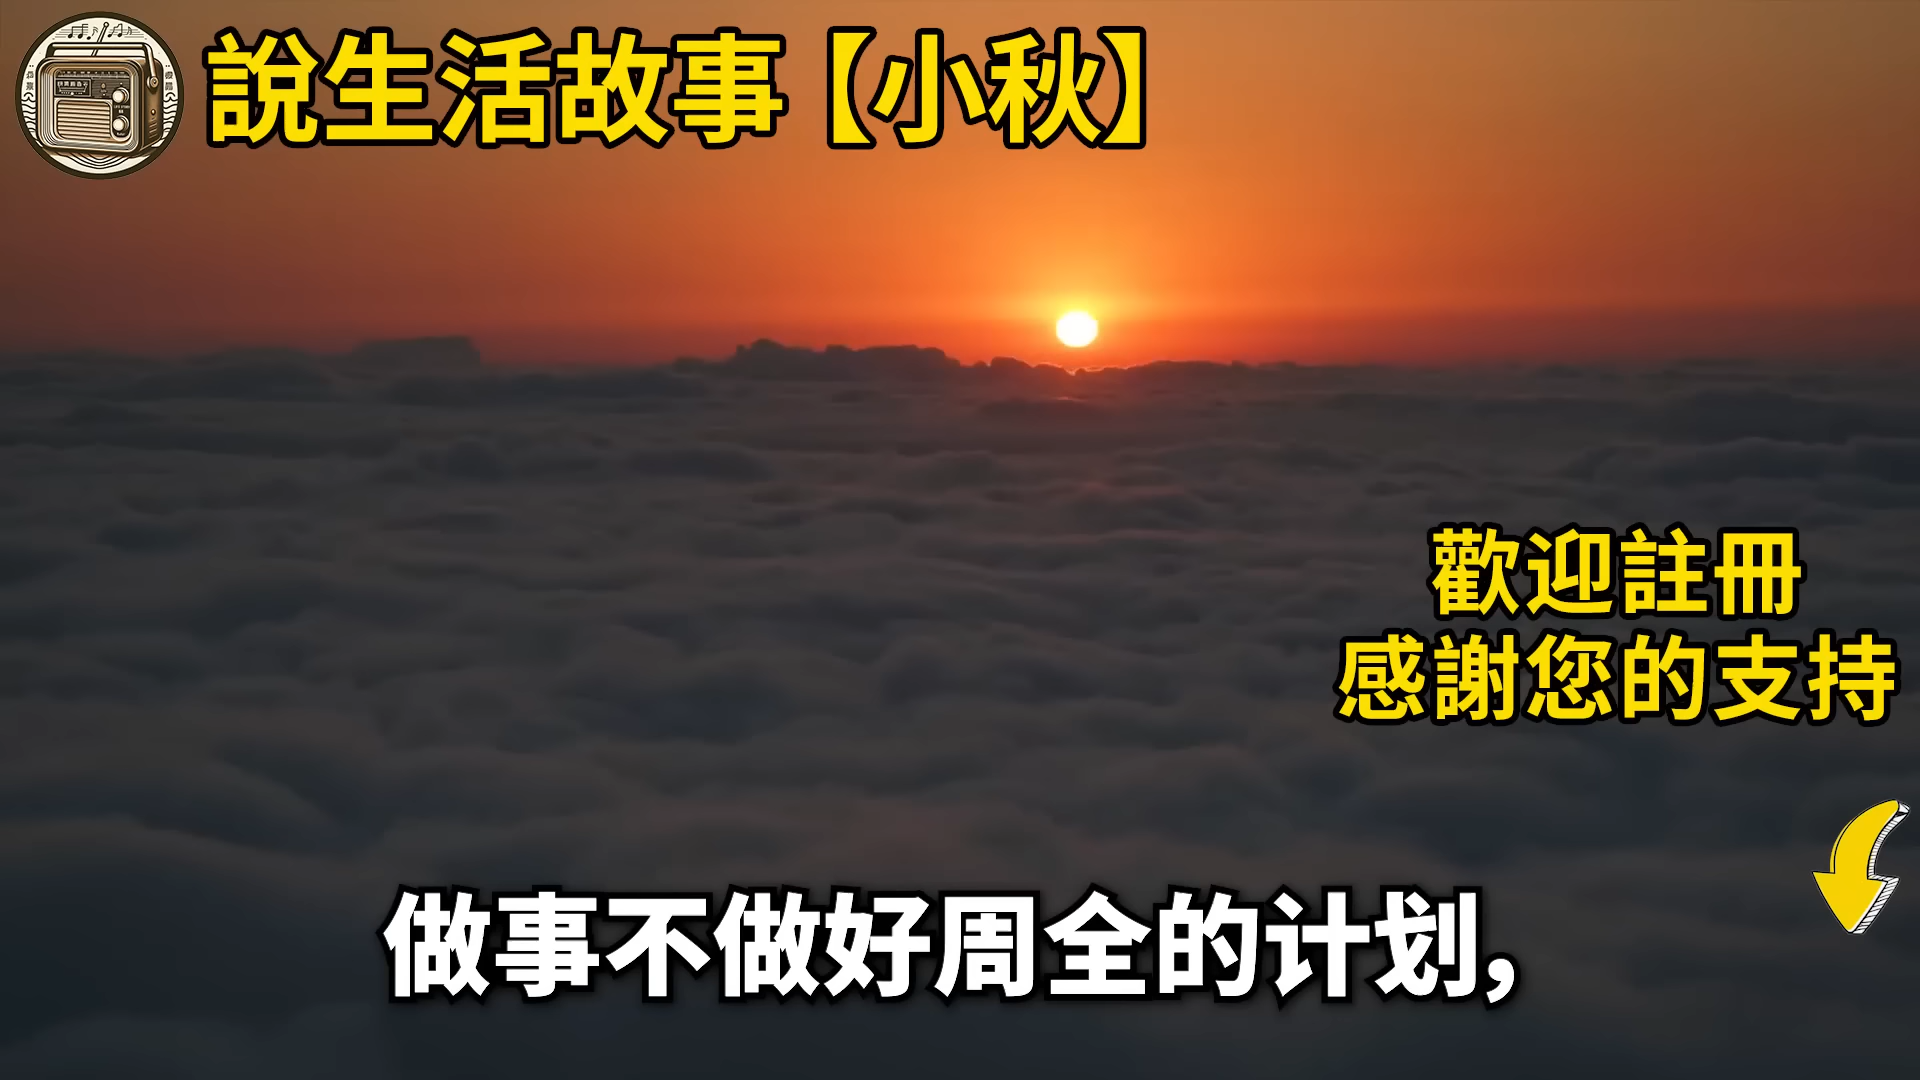 說生活故事【小秋】
歡迎註冊
感謝您的支持
做事不做好周全的计划,